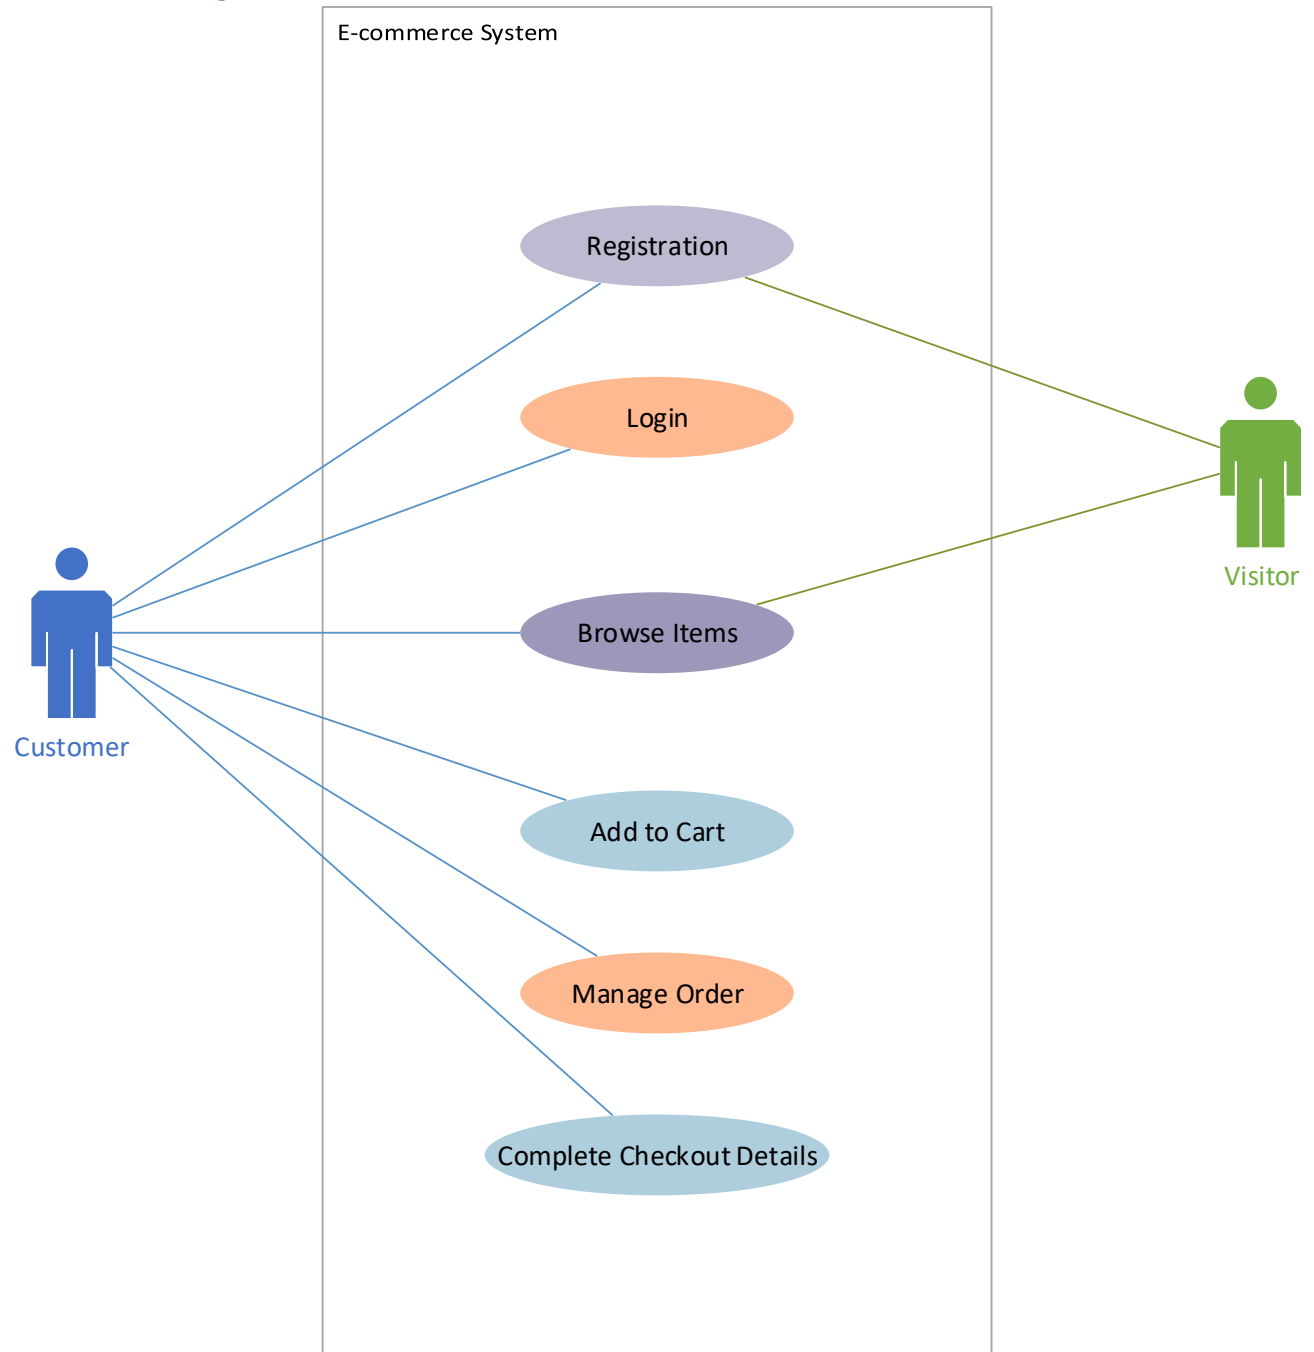 E-commerce System
Registration
Login
Visitor
Browse Items
Customer
Add to Cart
Manage Order
Complete Checkout Details